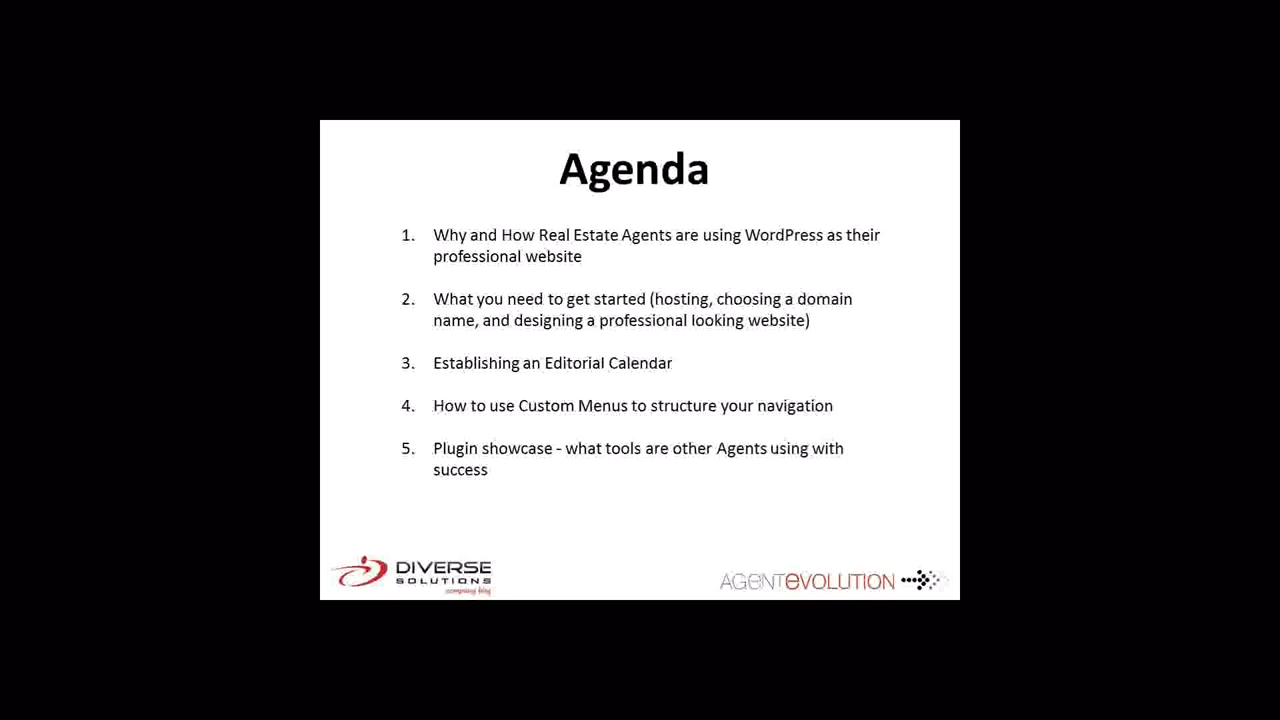 Agenda
1. Why and How Real Estate Agents are using WordPress as their
professional website
2. What you need to get started (hosting, choosing a domain
name, and designing a professional looking website)
3. Establishing an Editorial Calendar
4. How to use Custom Menus to structure your navigation
5. Plugin showcase - what tools are other Agents using with
success
DIVERSE
SOLUTIONS
company blog
AGENTEVOLUTION